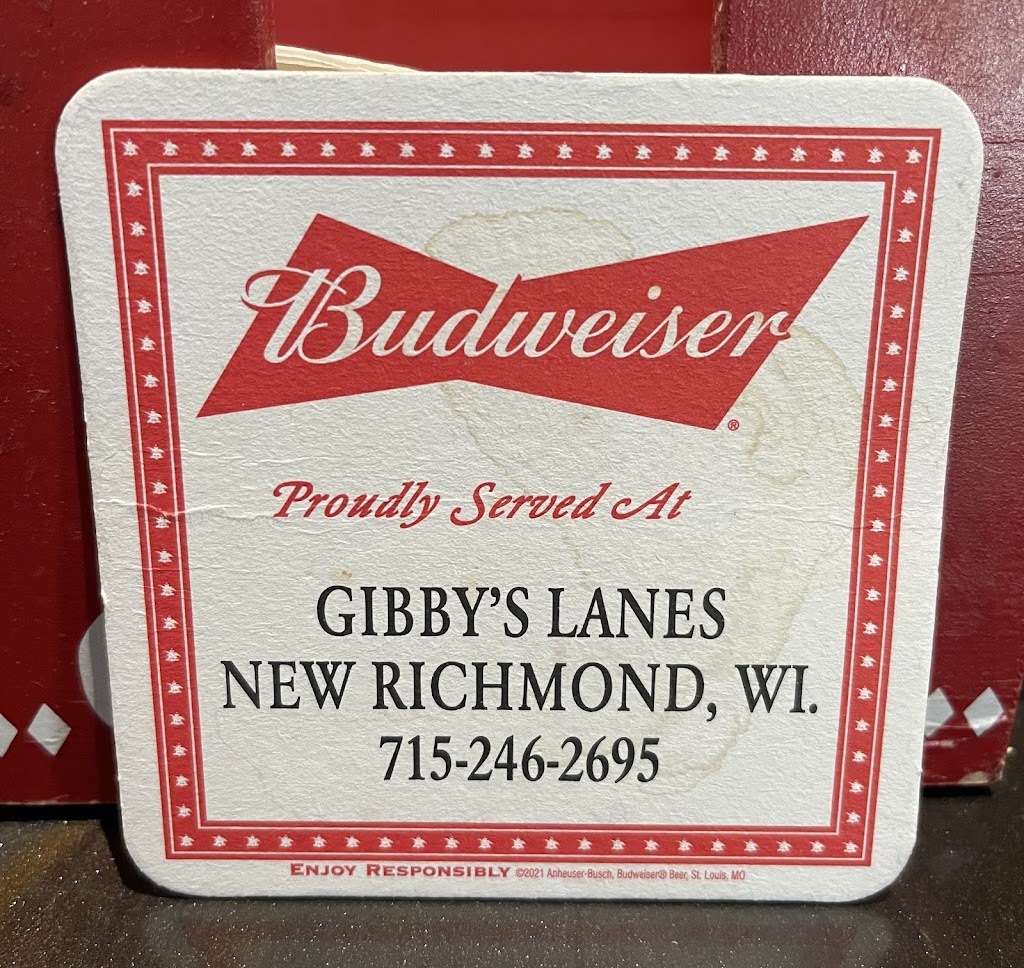 Budweiser
®
Proudly Served At
GIBBY'S LANES
NEW RICHMOND, WI.
715-246-2695
ENJOY RESPONSIBLY ©2021 Anheuser-Busch, Budweiser® Beer, St. Louis, MO